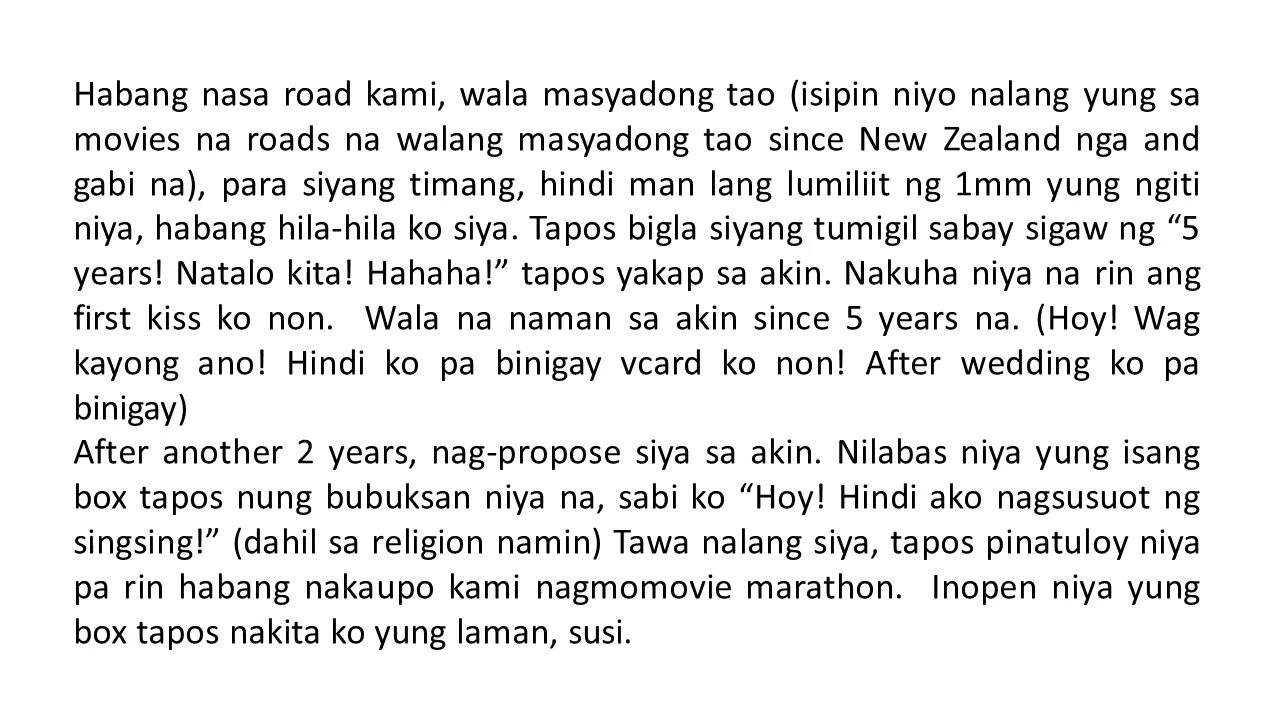 Habang nasa road kami, wala masyadong tao (isipin niyo nalang yung sa
movies na roads na walang masyadong tao since New Zealand nga and
gabi na), para siyang timang, hindi man lang lumiliit ng 1mm yung ngiti
niya, habang hila-hila ko siya. Tapos bigla siyang tumigil sabay sigaw ng “5
years! Natalo kita! Hahaha!” tapos yakap sa akin. Nakuha niya na rin ang
first kiss ko non.  Wala na naman sa akin since 5 years na. (Hoy! Wag
kayong ano! Hindi ko pa binigay vcard ko non! After wedding ko pa
binigay)
After another 2 years, nag-propose siya sa akin. Nilabas niya yung isang
box tapos nung bubuksan niya na, sabi ko “Hoy! Hindi ako nagsusuot ng
singsing!” (dahil sa religion namin) Tawa nalang siya, tapos pinatuloy niya
pa rin habang nakaupo kami nagmomovie marathon.  Inopen niya yung
box tapos nakita ko yung laman, susi.